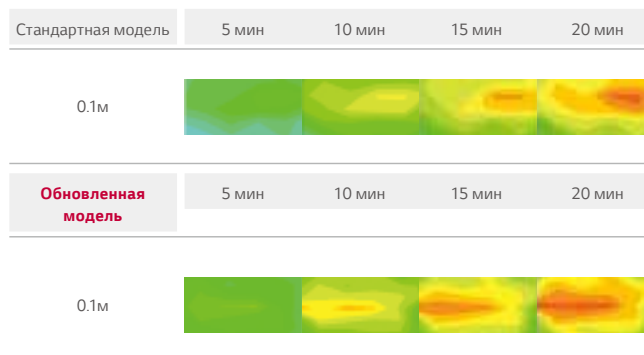 Стандартная модель 5 мин 10 мин 15 мин 20 мин
0.1м
Обновленная 5 мин 10 мин 15 мин 20 мин
модель
0.1м